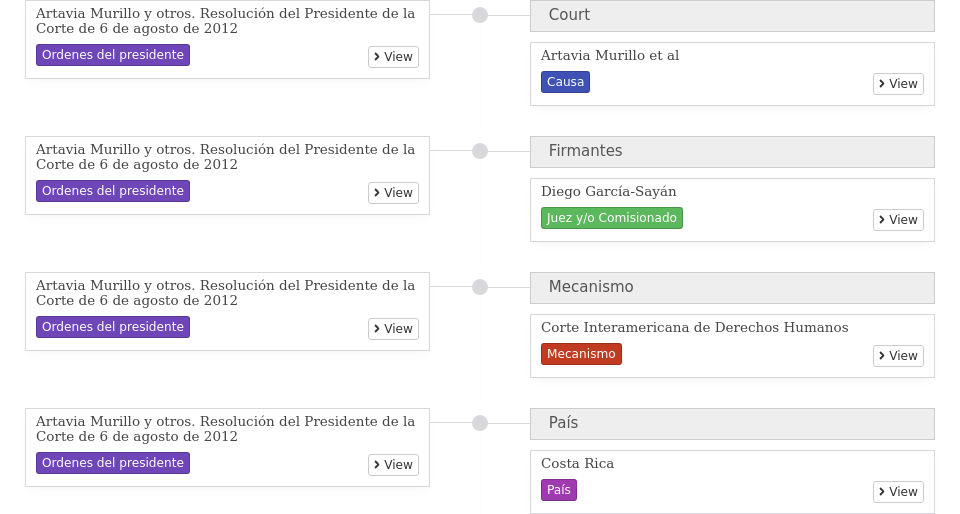 Artavia Murillo y otros. Resolución del Presidente de la
Corte de 6 de agosto de 2012
Ordenes del presidente
View
Court
Artavia Murillo et al
Causa
View
Artavia Murillo y otros. Resolución del Presidente de la
Corte de 6 de agosto de 2012
Ordenes del presidente
View
Firmantes
Diego García-Sayán
Juez y/o Comisionado
View
Artavia Murillo y otros. Resolución del Presidente de la
Corte de 6 de agosto de 2012
Ordenes del presidente
View
Mecanismo
Corte Interamericana de Derechos Humanos
Mecanismo
View
Artavia Murillo y otros. Resolución del Presidente de la
Corte de 6 de agosto de 2012
Ordenes del presidente
View
País
Costa Rica
País
View